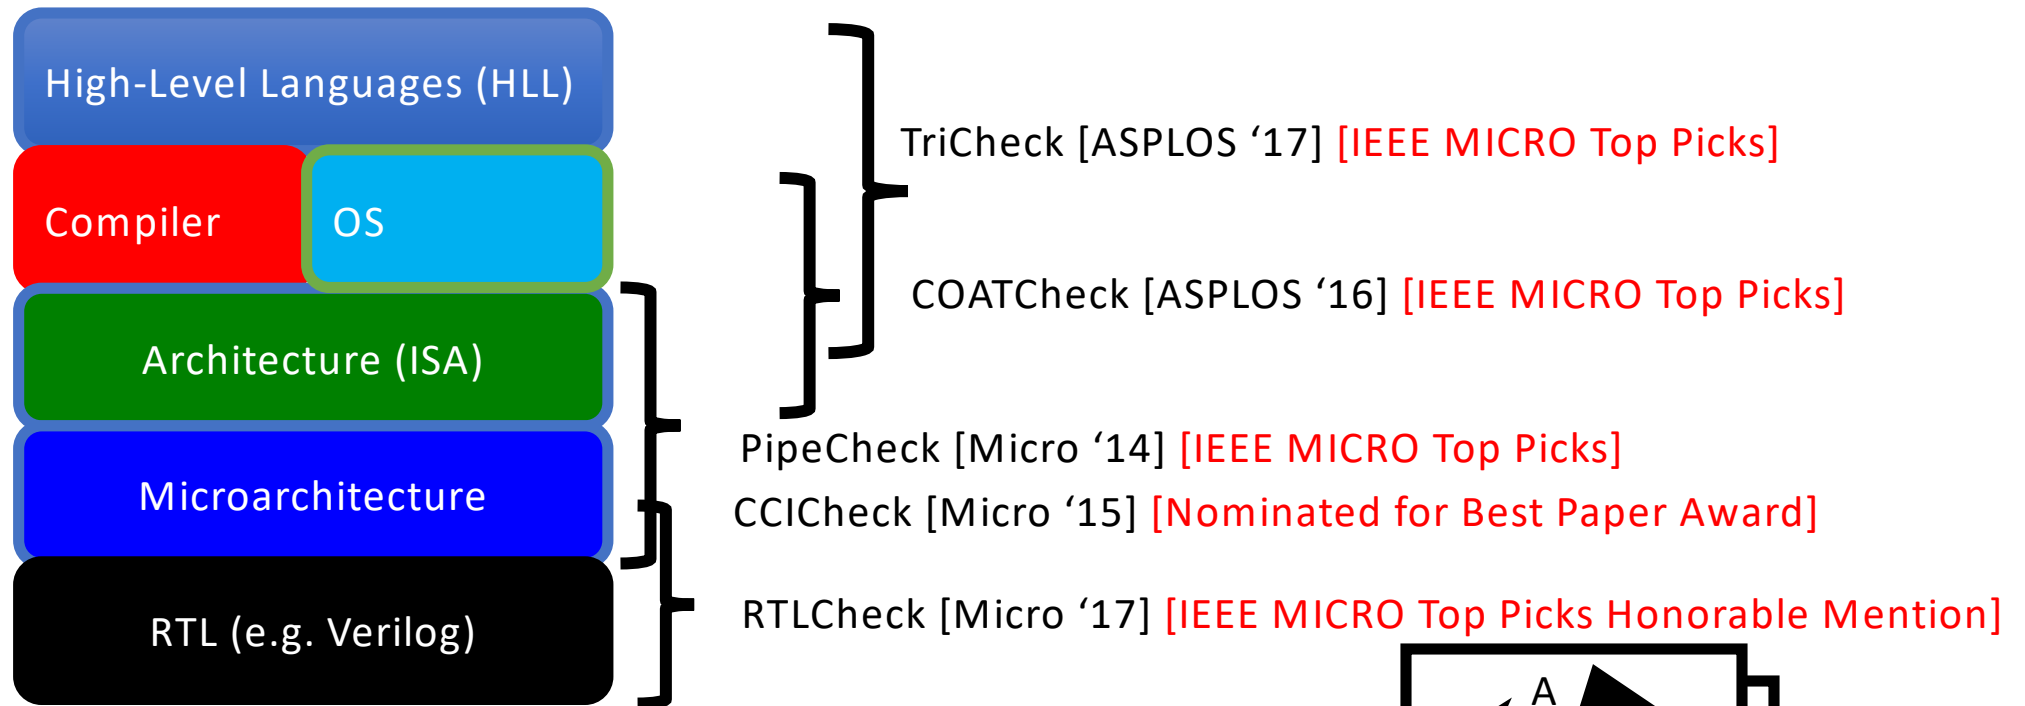 High-Level Languages (HLL)
TriCheck [ASPLOS ‘17] [IEEE MICRO Top Picks]
Compiler
OS
COATCheck [ASPLOS ‘16] [IEEE MICRO Top Picks]
Architecture (ISA)
PipeCheck [Micro ‘14] [IEEE MICRO Top Picks]
Microarchitecture
CCICheck [Micro ‘15] [Nominated for Best Paper Award]
RTLCheck [Micro ‘17] [IEEE MICRO Top Picks Honorable Mention]
RTL (e.g. Verilog)
A